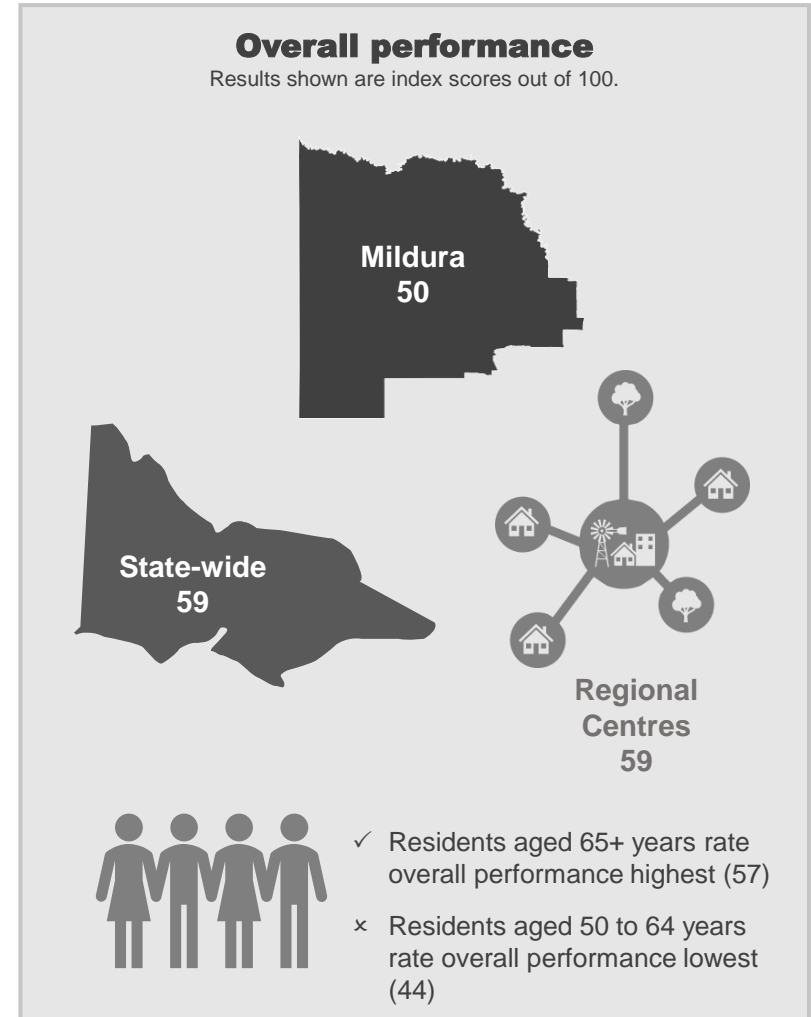 Overall performance
Results shown are index scores out of 100.
Mildura
50
State-wide
59
Regional
Centres
59
✓ Residents aged 65+ years rate
overall performance highest (57)
× Residents aged 50 to 64 years
rate overall performance lowest
(44)